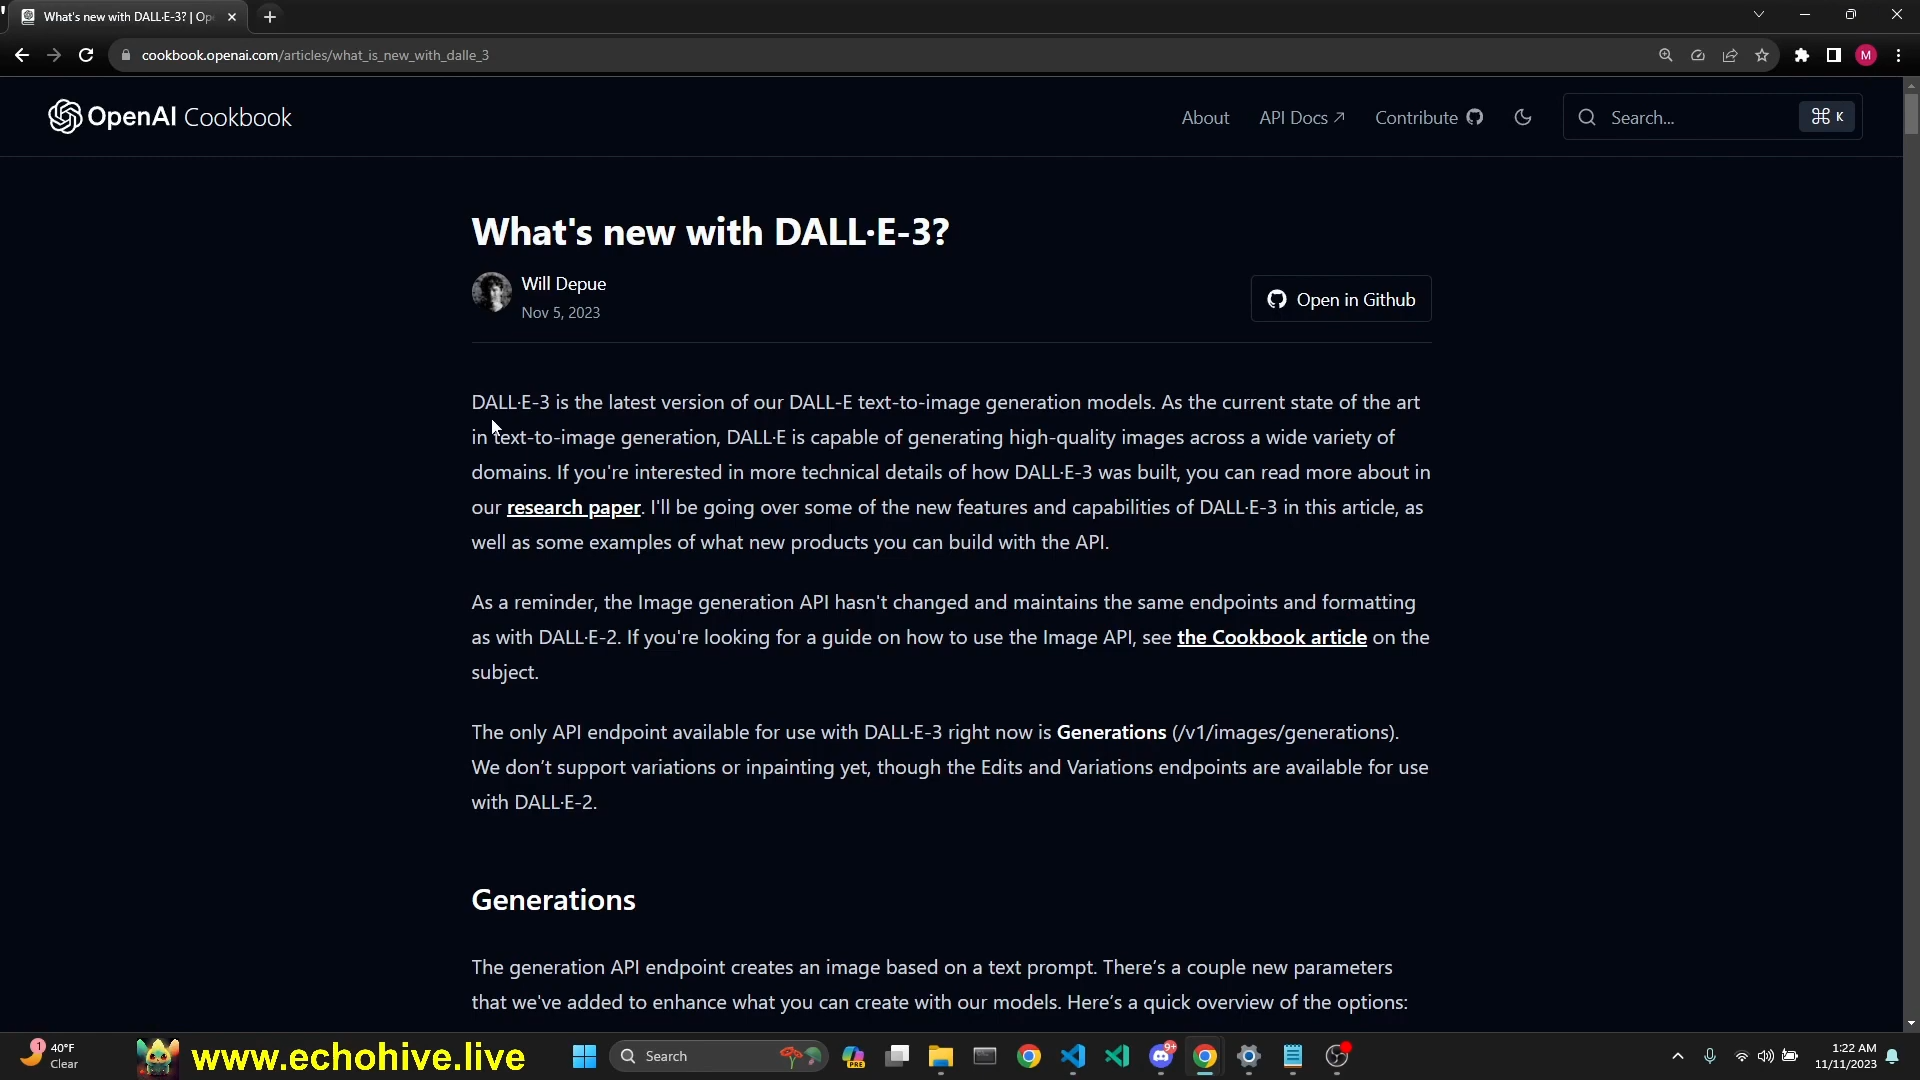 What's new with DALL·E-3? | Op
cookbook.openai.com/articles/what_is_new_with_dalle_3
M
OpenAI Cookbook
About
API Docs
Contribute
Search...
⌘ K
What's new with DALL·E-3?
Will Depue
Nov 5, 2023
Open in Github
DALL·E-3 is the latest version of our DALL-E text-to-image generation models. As the current state of the art
in text-to-image generation, DALL·E is capable of generating high-quality images across a wide variety of
domains. If you're interested in more technical details of how DALL·E-3 was built, you can read more about in
our research paper. I'll be going over some of the new features and capabilities of DALL·E-3 in this article, as
well as some examples of what new products you can build with the API.
As a reminder, the Image generation API hasn't changed and maintains the same endpoints and formatting
as with DALL·E-2. If you're looking for a guide on how to use the Image API, see the Cookbook article on the
subject.
The only API endpoint available for use with DALL·E-3 right now is Generations (/v1/images/generations).
We don’t support variations or inpainting yet, though the Edits and Variations endpoints are available for use
with DALL·E-2.
Generations
The generation API endpoint creates an image based on a text prompt. There’s a couple new parameters
that we've added to enhance what you can create with our models. Here’s a quick overview of the options:
1
40°F
Clear
www.echohive.live
Search
PRE
9+
1:22 AM
11/11/2023